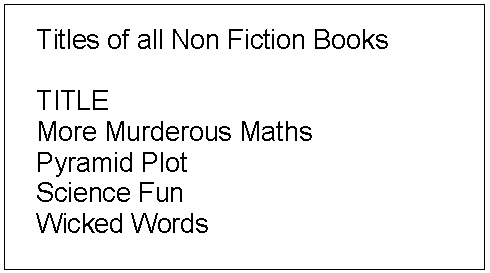 Titles of all Non Fiction Books
TITLE
More Murderous Maths
Pyramid Plot
Science Fun
Wicked Words